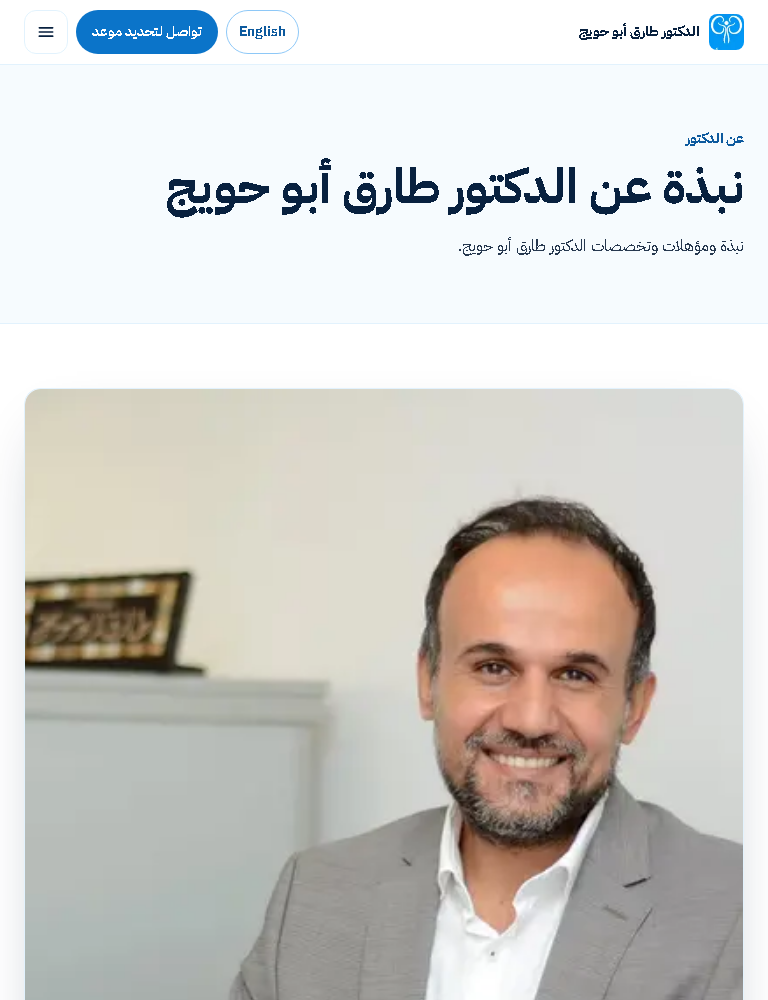 الدكتور طارق أبو حويج
English
تواصل لتحديد موعد
عن الدكتور
نبذة عن الدكتور طارق أبو حويج
نبذة ومؤهلات وتخصصات الدكتور طارق أبو حويج.